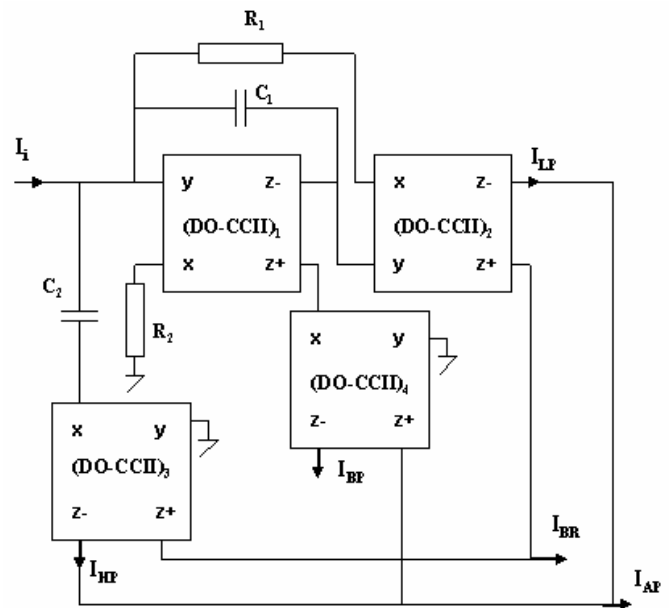 R1
C1
Ii
ILP
y z-
x z-
(DO-CCII)1
(DO-CCII)2
x z+
y z+
C2
R2
x y
(DO-CCII)4
z- z+
x y
(DO-CCII)3
z- z+
IBP
IBR
IHP
IAP